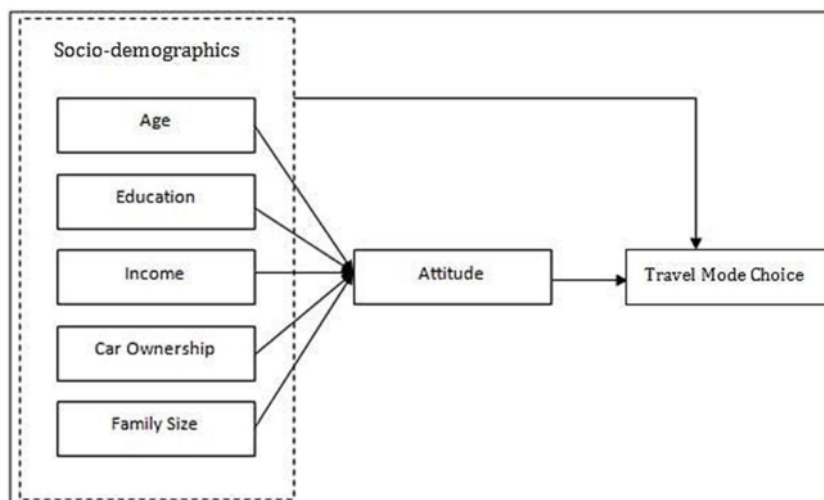 Socio-demographics
Age
Education
Income
Car Ownership
Family Size
Attitude
Travel Mode Choice